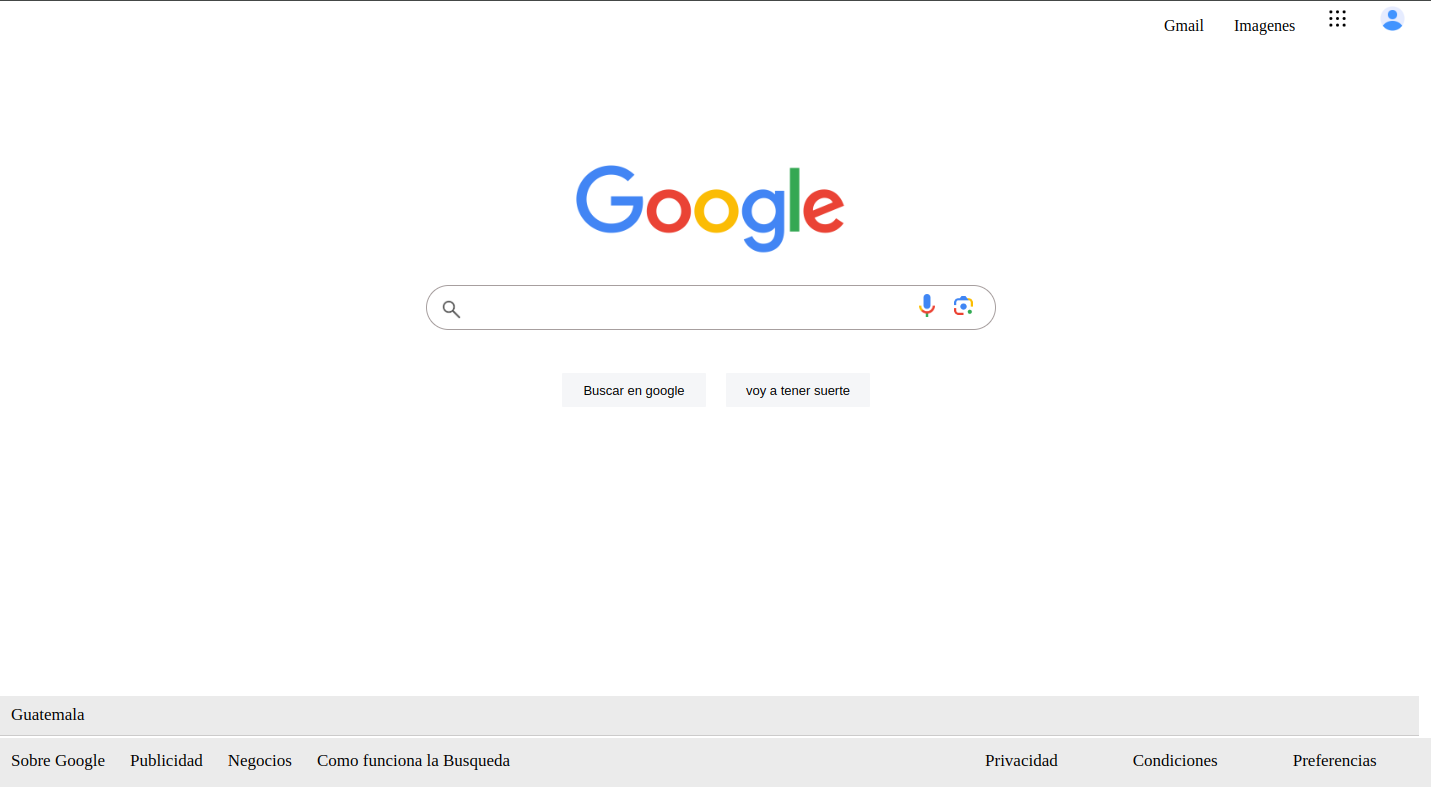 Gmail Imagenes
Google
Buscar en google voy a tener suerte
Guatemala
Sobre Google Publicidad Negocios Como funciona la Busqueda Privacidad Condiciones Preferencias